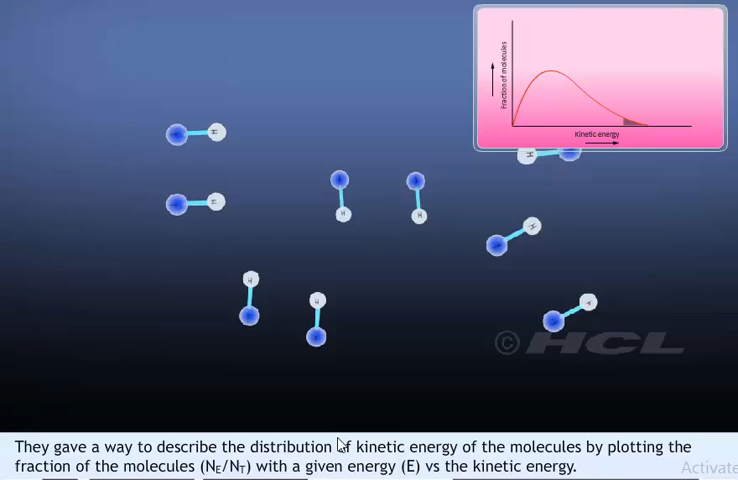 Fraction of molecules
Kinetic energy
H
H
H
H
H
H
H
H
© HCL
They gave a way to describe the distribution of kinetic energy of the molecules by plotting the
fraction of the molecules (NE/NT) with a given energy (E) vs the kinetic energy.
Activate